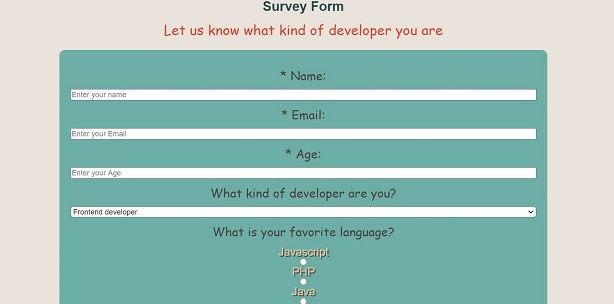 Survey Form
Let us know what kind of developer you are
* Name:
Enter your name
* Email:
Enter your Email
* Age:
Enter your Age
What kind of developer are you?
Frontend developer
What is your favorite language?
Javascript
PHP
Java